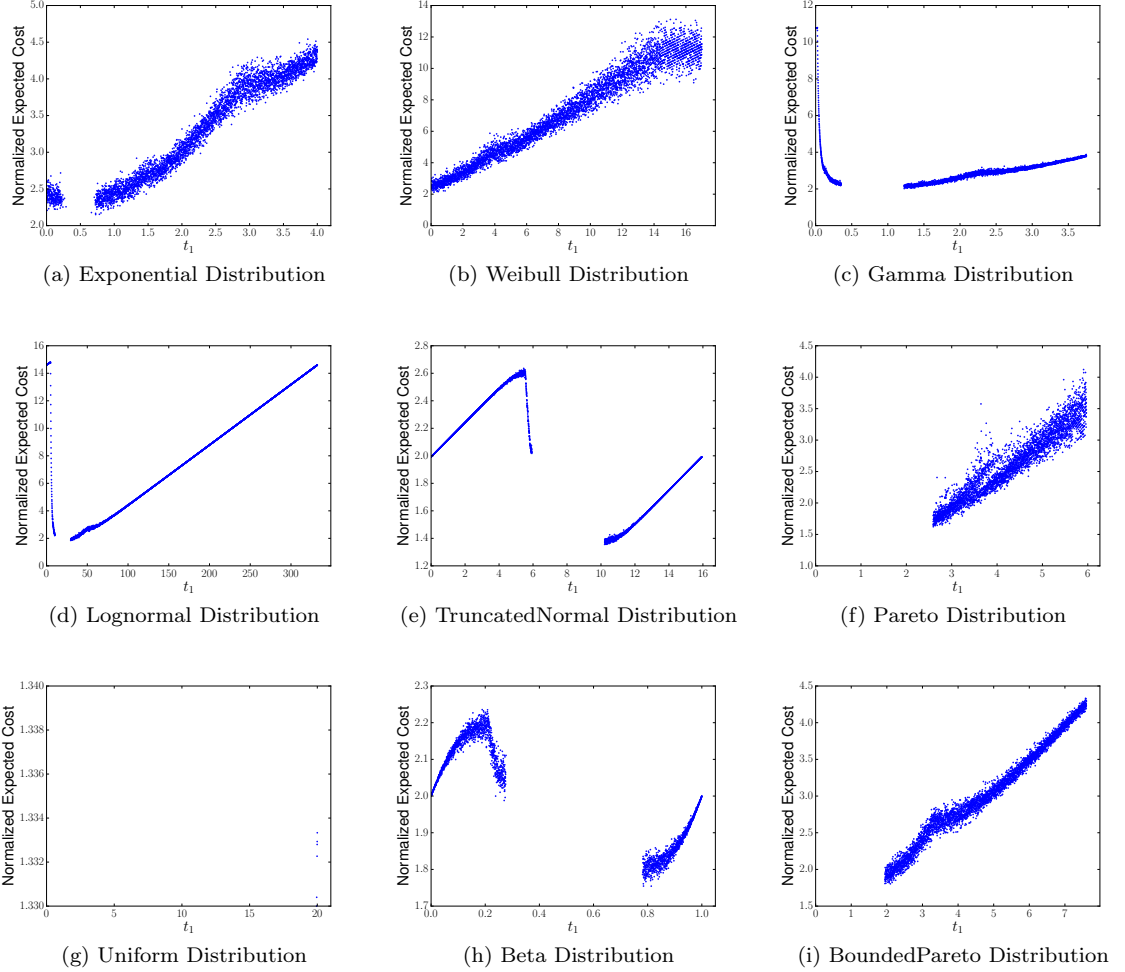 Normalized Expected Cost
5.0
4.5
4.0
3.5
3.0
2.5
2.0
0.0 0.5 1.0 1.5 2.0 2.5 3.0 3.5 4.0
t₁
(a) Exponential Distribution
Normalized Expected Cost
14
12
10
8
6
4
2
0
0 2 4 6 8 10 12 14 16
t₁
(b) Weibull Distribution
Normalized Expected Cost
12
10
8
6
4
2
0
0.0 0.5 1.0 1.5 2.0 2.5 3.0 3.5
t₁
(c) Gamma Distribution
Normalized Expected Cost
16
14
12
10
8
6
4
2
0
0 50 100 150 200 250 300
t₁
(d) Lognormal Distribution
Normalized Expected Cost
2.8
2.6
2.4
2.2
2.0
1.8
1.6
1.4
1.2
0 2 4 6 8 10 12 14 16
t₁
(e) TruncatedNormal Distribution
Normalized Expected Cost
4.5
4.0
3.5
3.0
2.5
2.0
1.5
1.0
0 1 2 3 4 5 6
t₁
(f) Pareto Distribution
Normalized Expected Cost
1.340
1.338
1.336
1.334
1.332
1.330
0 5 10 15 20
t₁
(g) Uniform Distribution
Normalized Expected Cost
2.3
2.2
2.1
2.0
1.9
1.8
1.7
0.0 0.2 0.4 0.6 0.8 1.0
t₁
(h) Beta Distribution
Normalized Expected Cost
4.5
4.0
3.5
3.0
2.5
2.0
1.5
0 1 2 3 4 5 6 7
t₁
(i) BoundedPareto Distribution